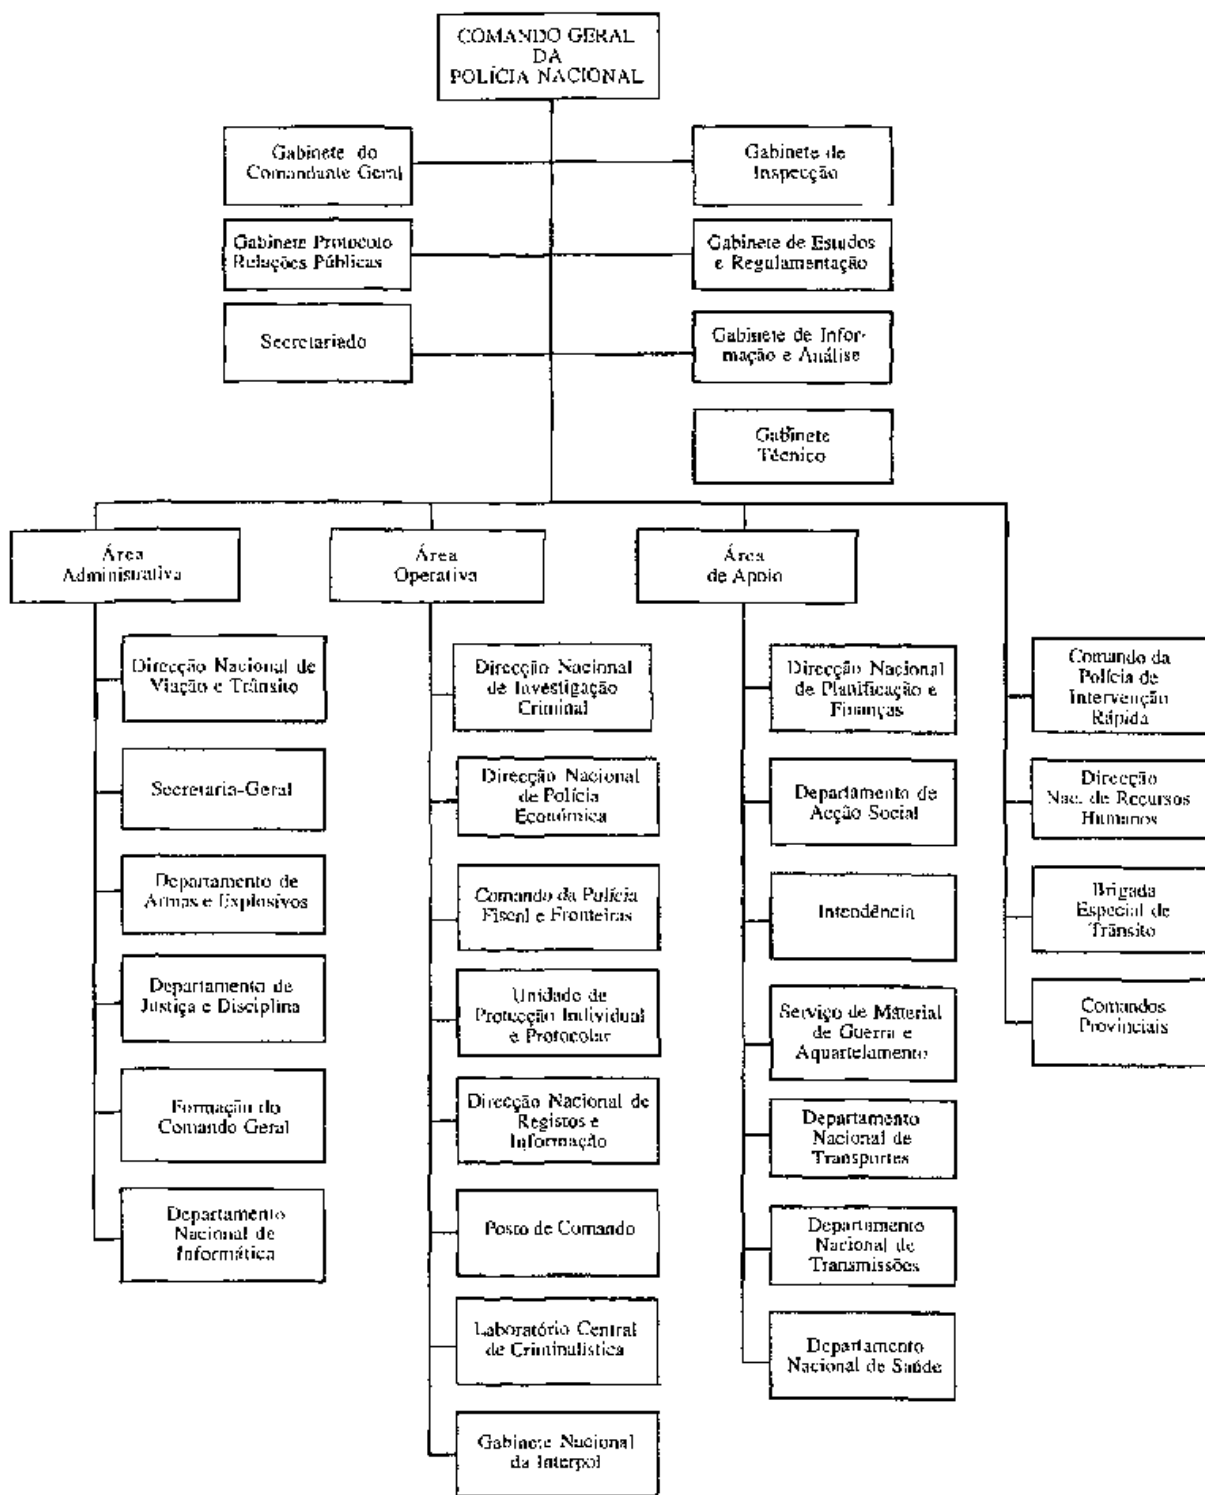 COMANDO GERAL
DA
POLÍCIA NACIONAL
Gabinete do
Comandante Geral
Gabinete de
Inspecção
Gabinete Protocolo
Relações Públicas
Gabinete de Estudos
e Regulamentação
Secretariado
Gabinete de Infor-
mação e Análise
Gabinete
Técnico
Área
Administrativa
Área
Operativa
Área
de Apoio
Direcção Nacional de
Viação e Trânsito
Secretaria-Geral
Departamento de
Armas e Explosivos
Departamento de
Justiça e Disciplina
Formação do
Comando Geral
Departamento
Nacional de
Informática
Direcção Nacional
de Investigação
Criminal
Direcção Nacional
de Polícia
Económica
Comando da Polícia
Fiscal e Fronteiras
Unidade de
Protecção Individual
e Protocolar
Direcção Nacional de
Registos e
Informação
Posto de Comando
Laboratório Central
de Criminalística
Gabinete Nacional
da Interpol
Direcção Nacional
de Planificação e
Finanças
Departamento de
Acção Social
Intendência
Serviço de Material
de Guerra e
Aquartelamento
Departamento
Nacional de
Transportes
Departamento
Nacional de
Transmissões
Departamento
Nacional de Saúde
Comando da
Polícia de
Intervenção
Rápida
Direcção
Nac. de Recursos
Humanos
Brigada
Especial de
Trânsito
Comandos
Provinciais